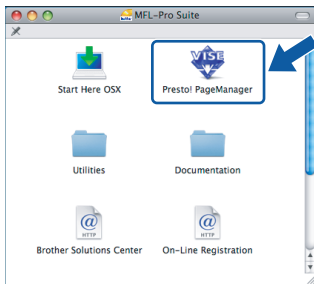 MFL-Pro Suite
VISE
Start Here OSX
Presto! PageManager
Utilities
Documentation
@
HTTP
@
HTTP
Brother Solutions Center
On-Line Registration